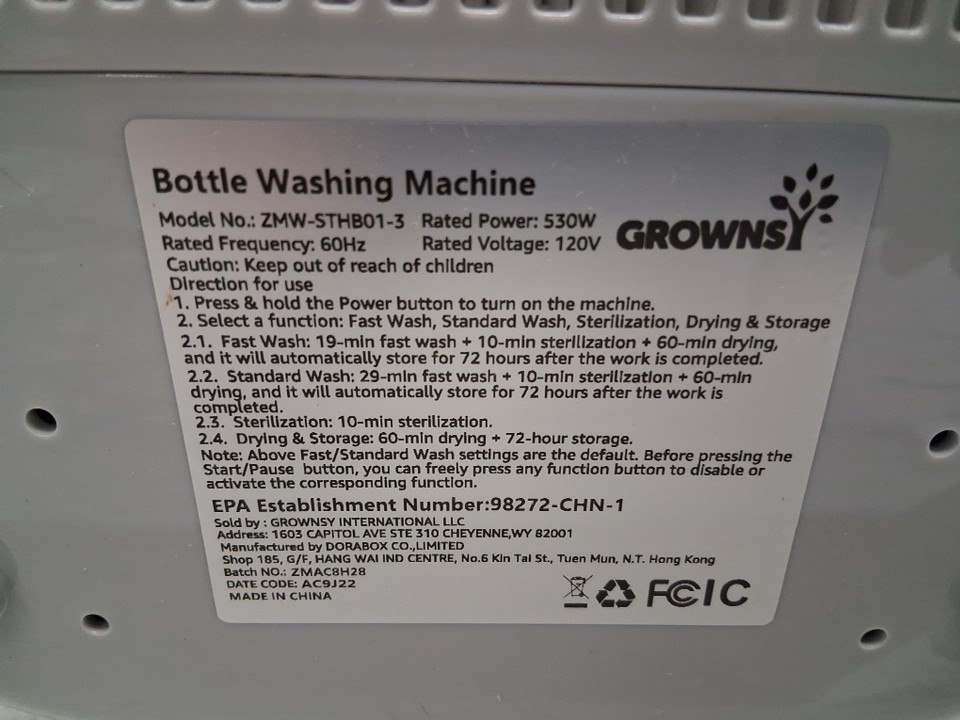 Bottle Washing Machine
Model No.: ZMW-STHB01-3 Rated Power: 530W
Rated Frequency: 60Hz Rated Voltage: 120V
GROWNSY
Caution: Keep out of reach of children
Direction for use
1. Press & hold the Power button to turn on the machine.
2. Select a function: Fast Wash, Standard Wash, Sterilization, Drying & Storage
2.1. Fast Wash: 19-min fast wash + 10-min sterilization + 60-min drying,
and it will automatically store for 72 hours after the work is completed.
2.2. Standard Wash: 29-min fast wash + 10-min sterilization + 60-min
drying, and it will automatically store for 72 hours after the work is
completed.
2.3. Sterilization: 10-min sterilization.
2.4. Drying & Storage: 60-min drying + 72-hour storage.
Note: Above Fast/Standard Wash settings are the default. Before pressing the
Start/Pause button, you can freely press any function button to disable or
activate the corresponding function.
EPA Establishment Number:98272-CHN-1
Sold by : GROWNSY INTERNATIONAL LLC
Address: 1603 CAPITOL AVE STE 310 CHEYENNE,WY 82001
Manufactured by DORABOX CO.,LIMITED
Shop 185, G/F, HANG WAI IND CENTRE, No.6 Kin Tai St., Tuen Mun, N.T. Hong Kong
Batch NO.: ZMAC8H28
DATE CODE: AC9J22
MADE IN CHINA
FC IC